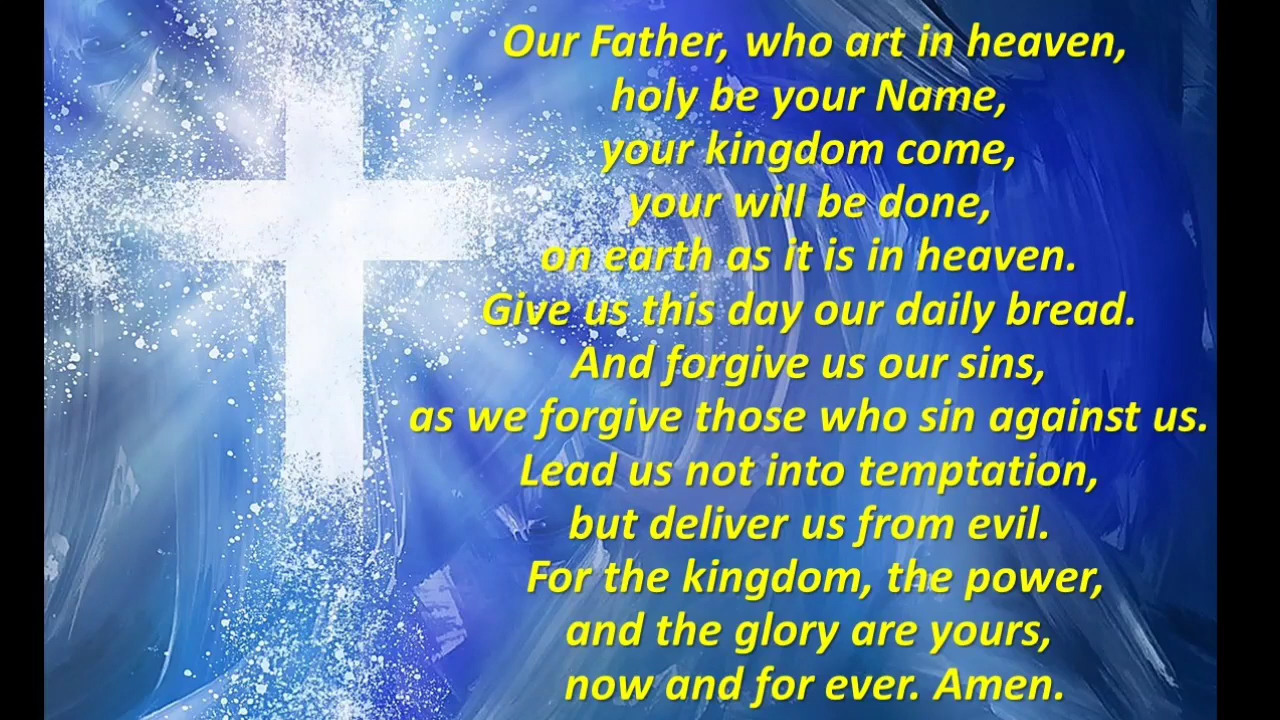 Our Father, who art in heaven,
holy be your Name,
your kingdom come,
your will be done,
on earth as it is in heaven.
Give us this day our daily bread.
And forgive us our sins,
as we forgive those who sin against us.
Lead us not into temptation,
but deliver us from evil.
For the kingdom, the power,
and the glory are yours,
now and for ever. Amen.